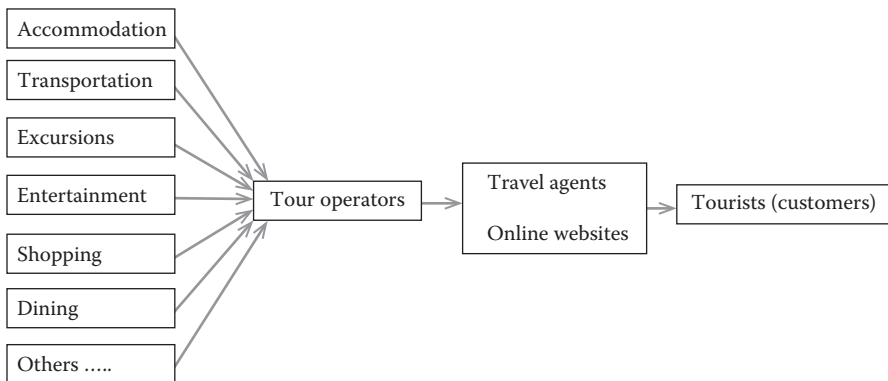 Accommodation
Transportation
Excursions
Entertainment
Shopping
Dining
Others .....
Tour operators
Travel agents
Online websites
Tourists (customers)